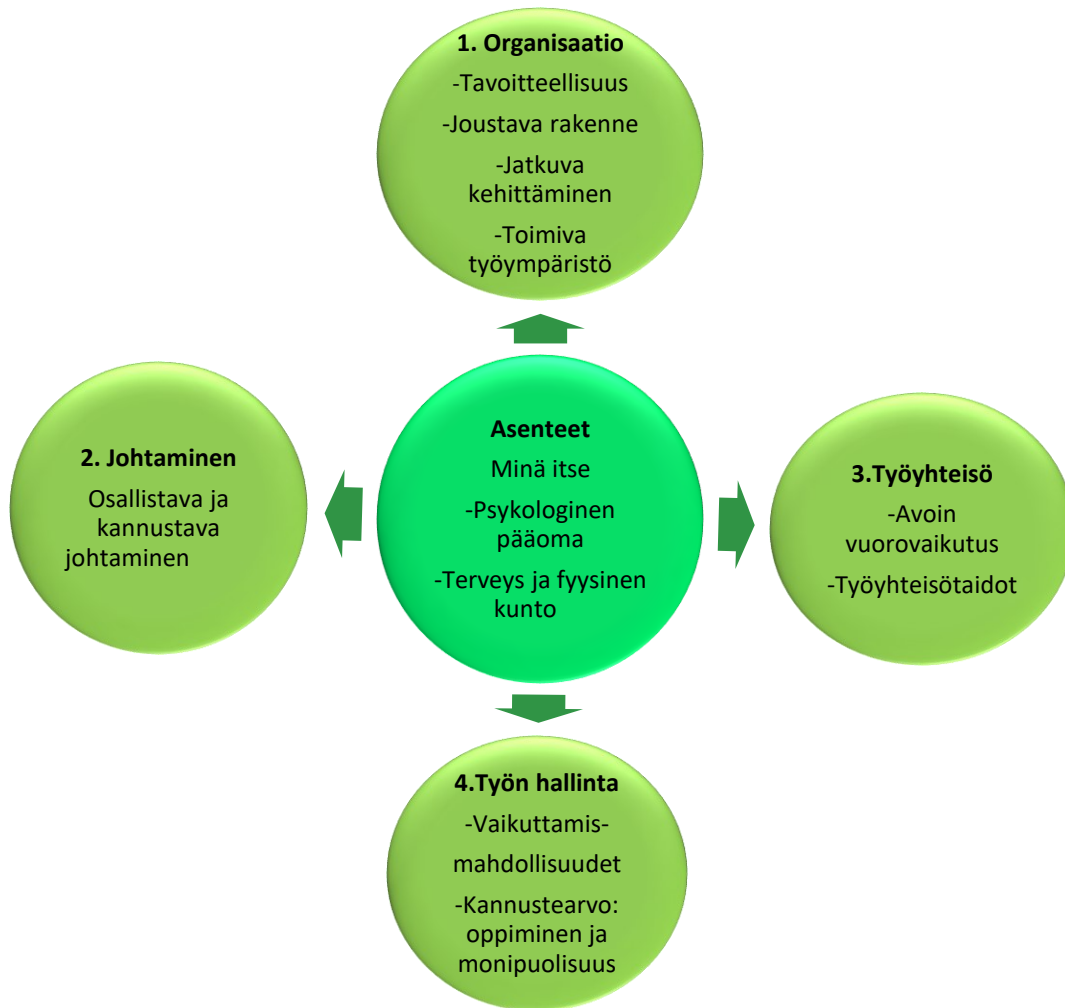 1. Organisaatio
-Tavoitteellisuus
-Joustava rakenne
-Jatkuva
kehittäminen
-Toimiva
työympäristö
Asenteet
Minä itse
-Psykologinen
pääoma
-Terveys ja fyysinen
kunto
2. Johtaminen
Osallistava ja
kannustava
johtaminen
3.Työyhteisö
-Avoin
vuorovaikutus
-Työyhteisötaidot
4.Työn hallinta
-Vaikuttamis-
mahdollisuudet
-Kannustearvo:
oppiminen ja
monipuolisuus